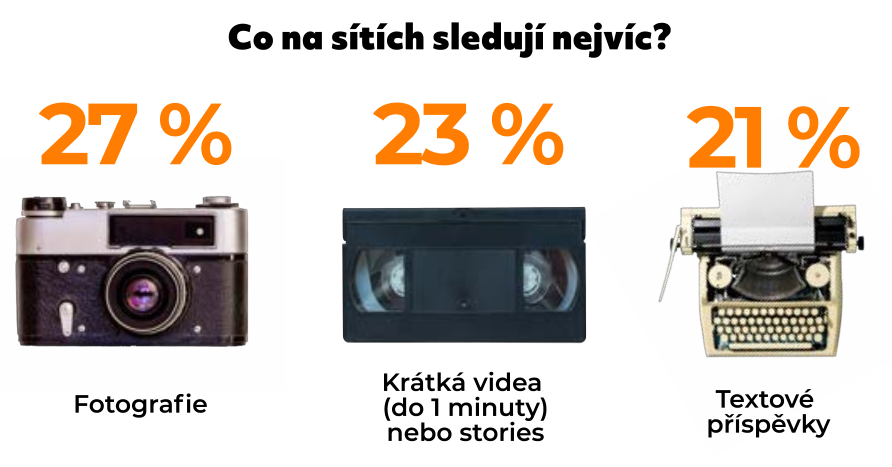 Co na sítích sledují nejvíc?
27 %
23 %
21 %
Fotografie
Krátká videa
(do 1 minuty)
nebo stories
Textové
příspěvky